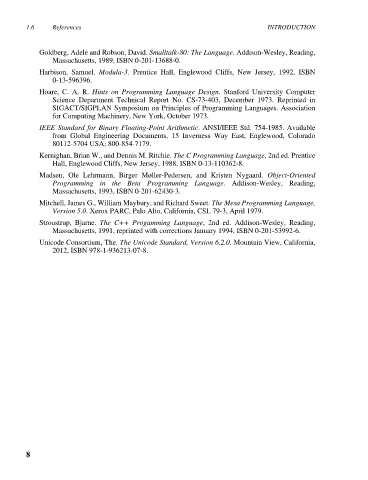 1.6 References INTRODUCTION
Goldberg, Adele and Robson, David. Smalltalk-80: The Language. Addison-Wesley, Reading,
Massachusetts, 1989, ISBN 0-201-13688-0.
Harbison, Samuel. Modula-3. Prentice Hall, Englewood Cliffs, New Jersey, 1992, ISBN
0-13-596396.
Hoare, C. A. R. Hints on Programming Language Design. Stanford University Computer
Science Department Technical Report No. CS-73-403, December 1973. Reprinted in
SIGACT/SIGPLAN Symposium on Principles of Programming Languages. Association
for Computing Machinery, New York, October 1973.
IEEE Standard for Binary Floating-Point Arithmetic. ANSI/IEEE Std. 754-1985. Available
from Global Engineering Documents, 15 Inverness Way East, Englewood, Colorado
80112-5704 USA; 800-854-7179.
Kernighan, Brian W., and Dennis M. Ritchie. The C Programming Language, 2nd ed. Prentice
Hall, Englewood Cliffs, New Jersey, 1988, ISBN 0-13-110362-8.
Madsen, Ole Lehrmann, Birger Møller-Pedersen, and Kristen Nygaard. Object-Oriented
Programming in the Beta Programming Language. Addison-Wesley, Reading,
Massachusetts, 1993, ISBN 0-201-62430-3.
Mitchell, James G., William Maybury, and Richard Sweet. The Mesa Programming Language,
Version 5.0. Xerox PARC, Palo Alto, California, CSL 79-3, April 1979.
Stroustrup, Bjarne. The C++ Progamming Language, 2nd ed. Addison-Wesley, Reading,
Massachusetts, 1991, reprinted with corrections January 1994, ISBN 0-201-53992-6.
Unicode Consortium, The. The Unicode Standard, Version 6.2.0. Mountain View, California,
2012, ISBN 978-1-936213-07-8.
8